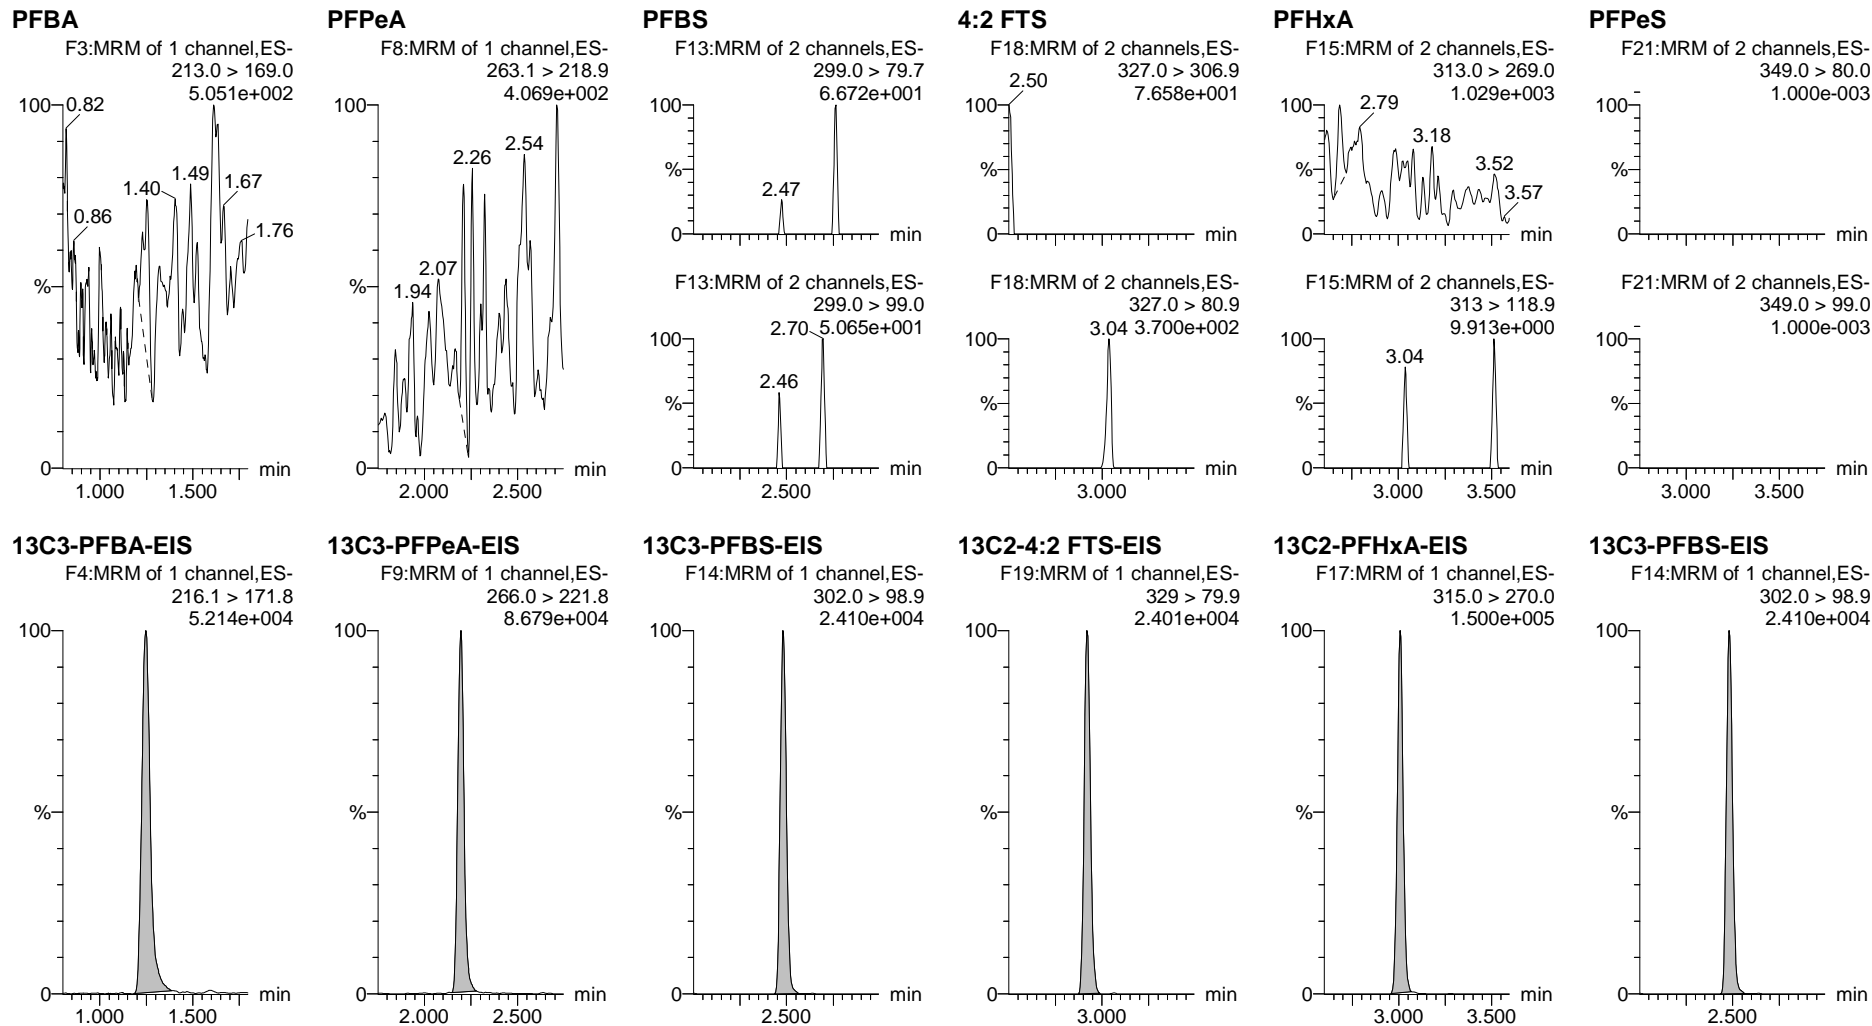 PFBA
F3:MRM of 1 channel,ES-
213.0 > 169.0
5.051e+002
100
0.82
0.86
1.40
1.49
1.67
1.76
%
0
min
1.000
1.500
PFPeA
F8:MRM of 1 channel,ES-
263.1 > 218.9
4.069e+002
100
1.94
2.07
2.26
2.54
%
0
min
2.000
2.500
PFBS
F13:MRM of 2 channels,ES-
299.0 > 79.7
6.672e+001
100
2.47
%
0
min
F13:MRM of 2 channels,ES-
299.0 > 99.0
2.70 5.065e+001
100
2.46
%
0
min
2.500
4:2 FTS
F18:MRM of 2 channels,ES-
327.0 > 306.9
7.658e+001
2.50
100
%
0
min
F18:MRM of 2 channels,ES-
327.0 > 80.9
3.04 3.700e+002
100
%
0
min
3.000
PFHxA
F15:MRM of 2 channels,ES-
313.0 > 269.0
1.029e+003
100
2.79
3.18
3.52
3.57
%
0
min
F15:MRM of 2 channels,ES-
313 > 118.9
9.913e+000
100
3.04
%
0
min
3.000
3.500
PFPeS
F21:MRM of 2 channels,ES-
349.0 > 80.0
1.000e-003
100
%
0
min
F21:MRM of 2 channels,ES-
349.0 > 99.0
1.000e-003
100
%
0
min
3.000
3.500
13C3-PFBA-EIS
F4:MRM of 1 channel,ES-
216.1 > 171.8
5.214e+004
100
%
0
min
1.000
1.500
13C3-PFPeA-EIS
F9:MRM of 1 channel,ES-
266.0 > 221.8
8.679e+004
100
%
0
min
2.000
2.500
13C3-PFBS-EIS
F14:MRM of 1 channel,ES-
302.0 > 98.9
2.410e+004
100
%
0
min
2.500
13C2-4:2 FTS-EIS
F19:MRM of 1 channel,ES-
329 > 79.9
2.401e+004
100
%
0
min
3.000
13C2-PFHxA-EIS
F17:MRM of 1 channel,ES-
315.0 > 270.0
1.500e+005
100
%
0
min
3.000
3.500
13C3-PFBS-EIS
F14:MRM of 1 channel,ES-
302.0 > 98.9
2.410e+004
100
%
0
min
2.500